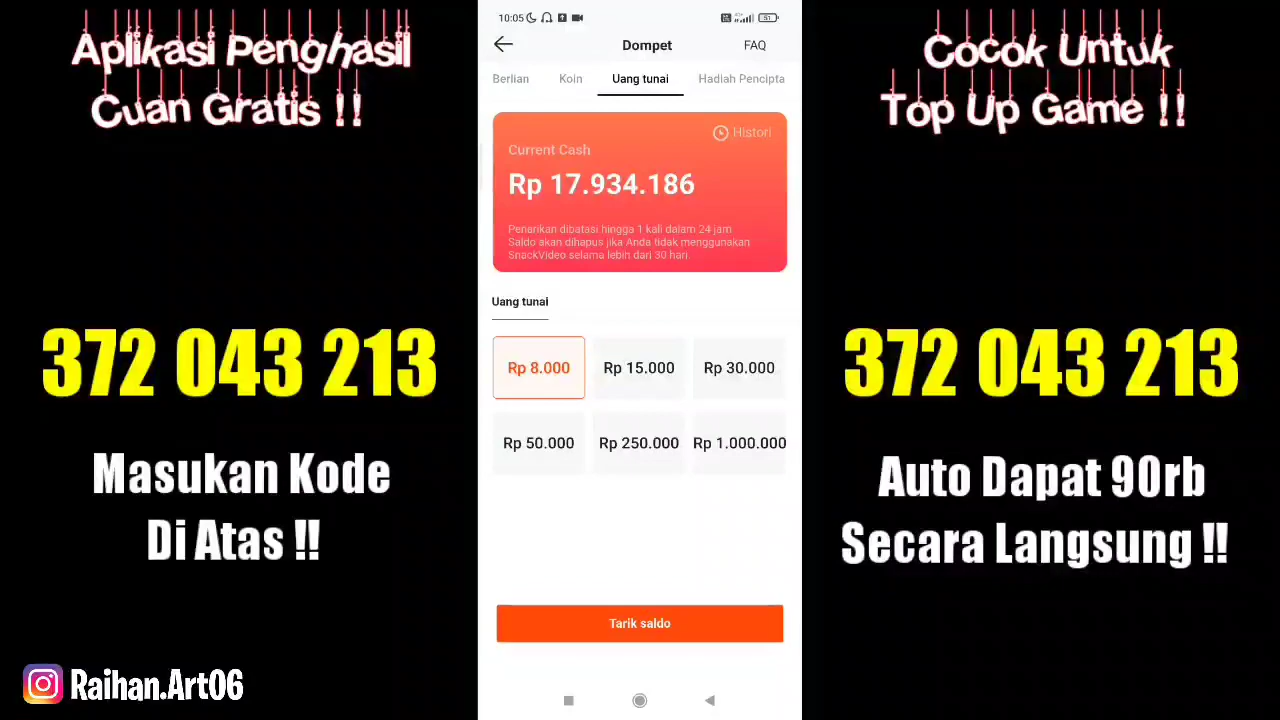 Aplikasi Penghasil
Cuan Gratis !!
372 043 213
Masukan Kode
Di Atas !!
Raihan.Art06
10:05
51
Dompet
FAQ
Berlian
Koin
Uang tunai
Hadiah Pencipta
Histori
Current Cash
Rp 17.934.186
Penarikan dibatasi hingga 1 kali dalam 24 jam
Saldo akan dihapus jika Anda tidak menggunakan
SnackVideo selama lebih dari 30 hari.
Uang tunai
Rp 8.000
Rp 15.000
Rp 30.000
Rp 50.000
Rp 250.000
Rp 1.000.000
Tarik saldo
Cocok Untuk
Top Up Game !!
372 043 213
Auto Dapat 90rb
Secara Langsung !!